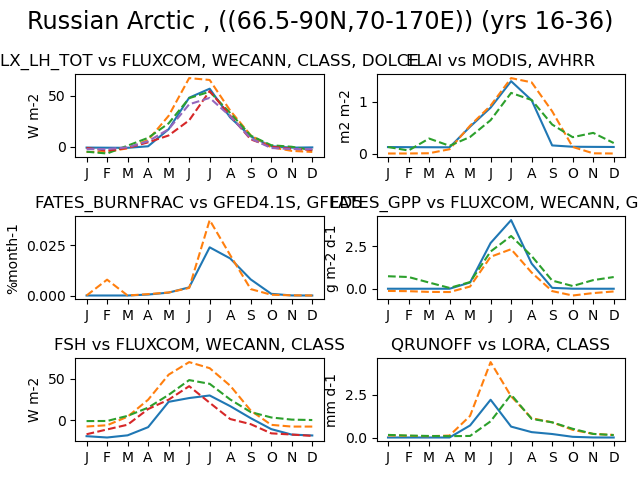 Russian Arctic , ((66.5-90N,70-170E)) (yrs 16-36)
LX_LH_TOT vs FLUXCOM, WECANN, CLASS, DOLCE
ELAI vs MODIS, AVHRR
W m-2
50
0
J F M A M J J A S O N D
m2 m-2
1
0
J F M A M J J A S O N D
FATES_BURNFRAC vs GFED4.1S, GFED5
FATES_GPP vs FLUXCOM, WECANN, G
%month-1
0.025
0.000
J F M A M J J A S O N D
g m-2 d-1
2.5
0.0
J F M A M J J A S O N D
FSH vs FLUXCOM, WECANN, CLASS
QRUNOFF vs LORA, CLASS
W m-2
50
0
J F M A M J J A S O N D
mm d-1
2.5
0.0
J F M A M J J A S O N D